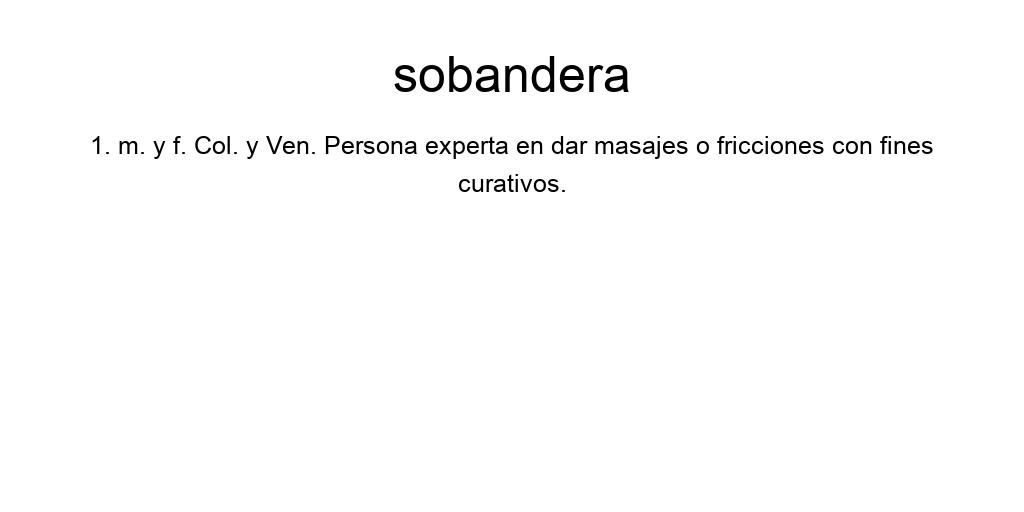 sobandera
1. m. y f. Col. y Ven. Persona experta en dar masajes o fricciones con fines
curativos.